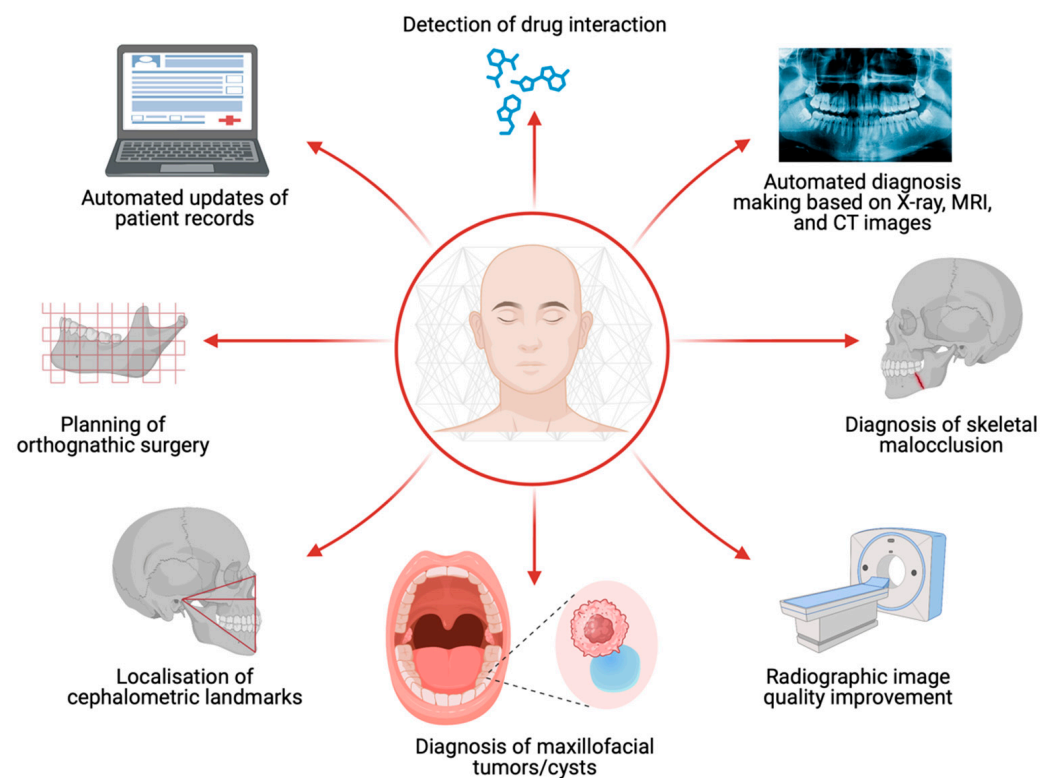 Detection of drug interaction
Automated updates of
patient records
Automated diagnosis
making based on X-ray, MRI,
and CT images
Planning of
orthognathic surgery
Diagnosis of skeletal
malocclusion
Localisation of
cephalometric landmarks
Radiographic image
quality improvement
Diagnosis of maxillofacial
tumors/cysts